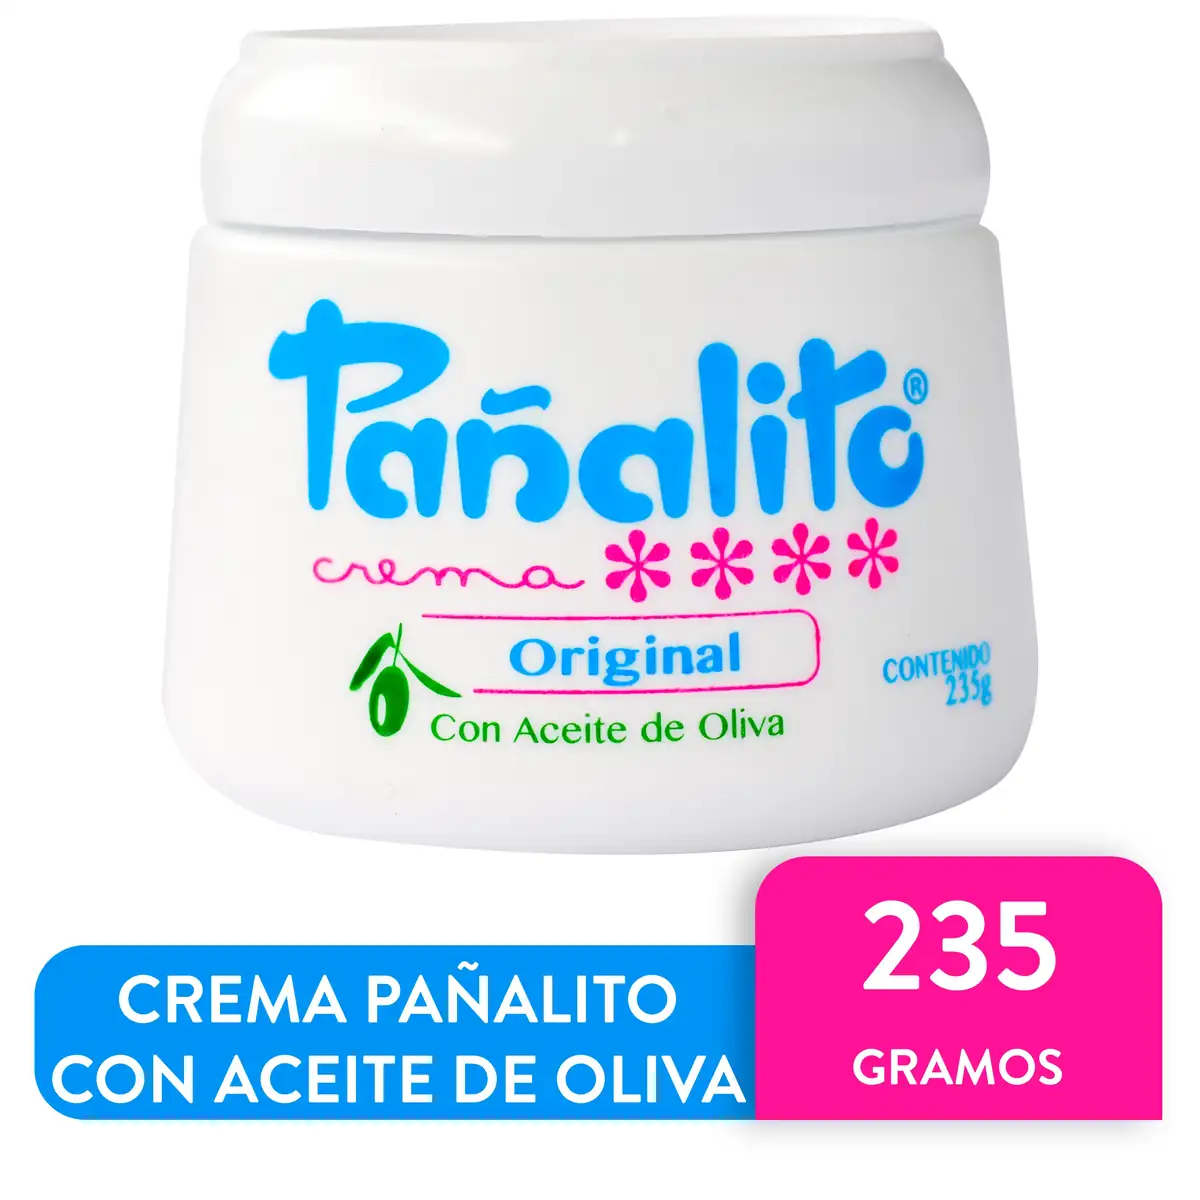 Pañalito®
crema
Original
Con Aceite de Oliva
CONTENIDO
235g
CREMA PAÑALITO
CON ACEITE DE OLIVA
235
GRAMOS